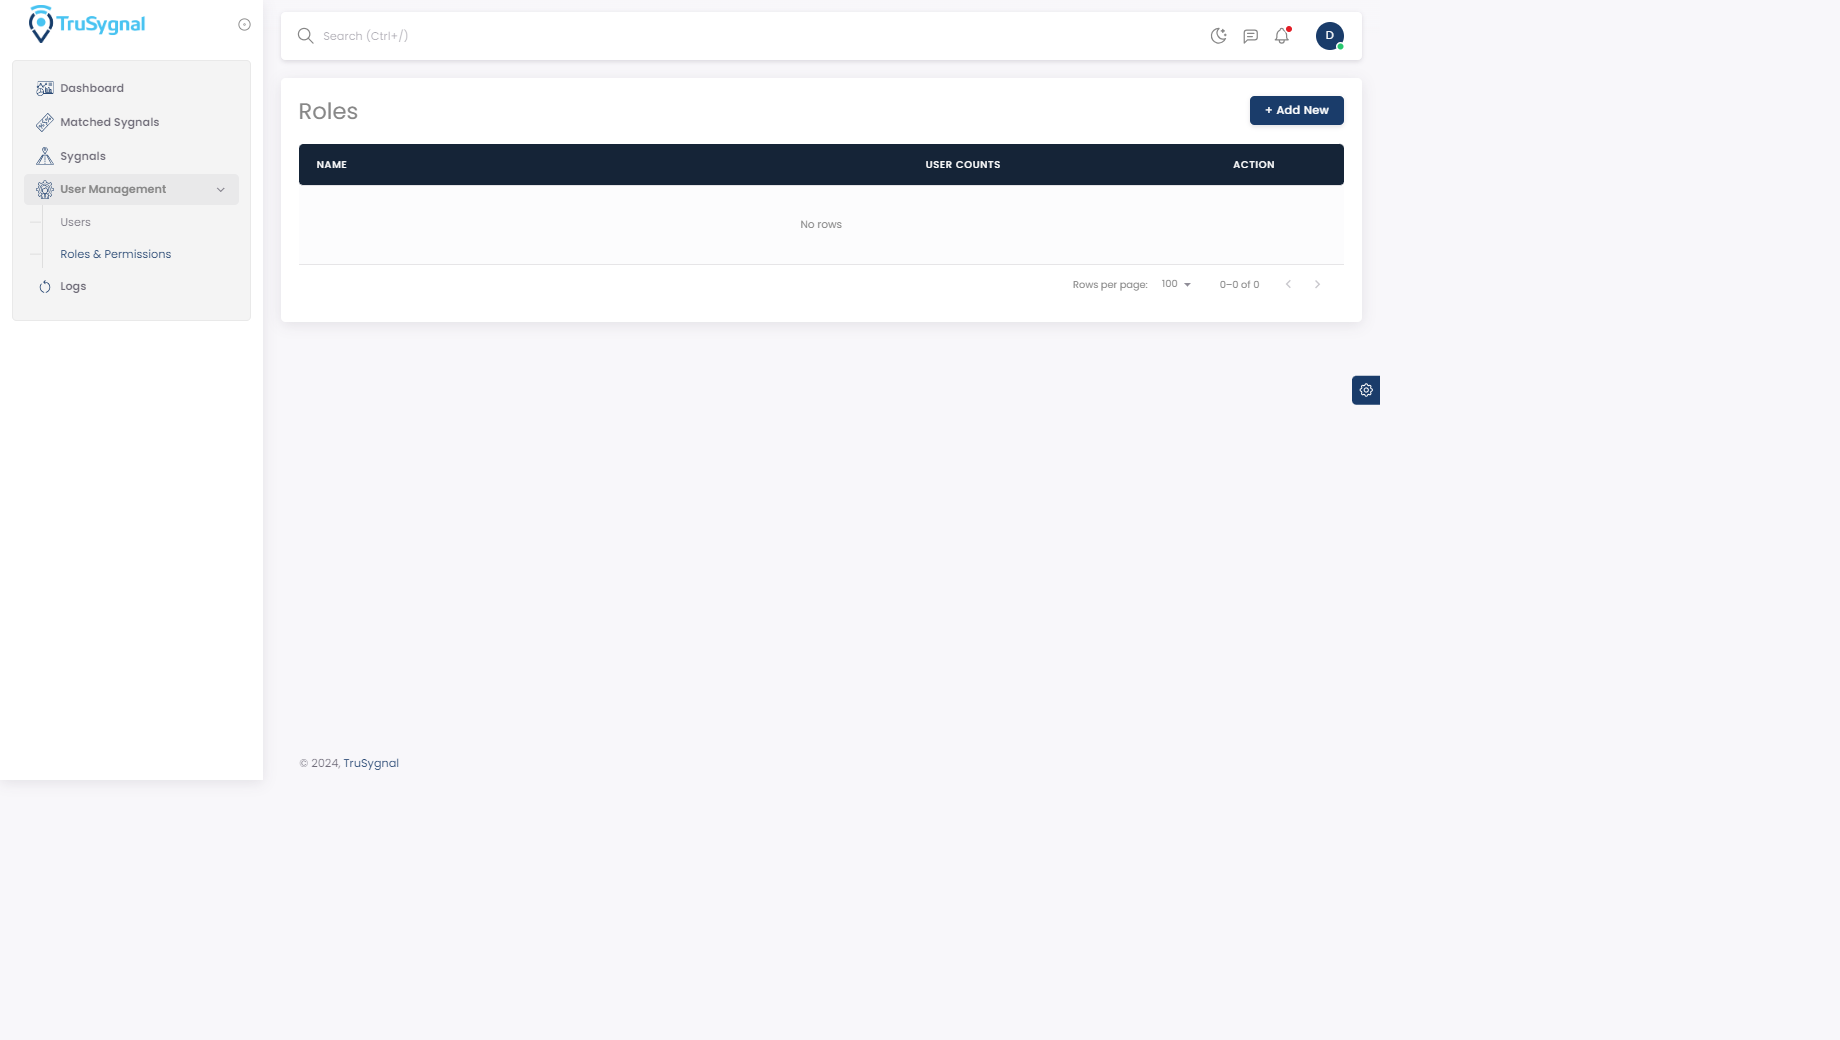 TruSygnal
Dashboard
Matched Sygnals
Sygnals
User Management
Users
Roles & Permissions
Logs
Search (Ctrl+/)
D
Roles
+ Add New
NAME
USER COUNTS
ACTION
No rows
Rows per page:
100
0–0 of 0
© 2024, TruSygnal